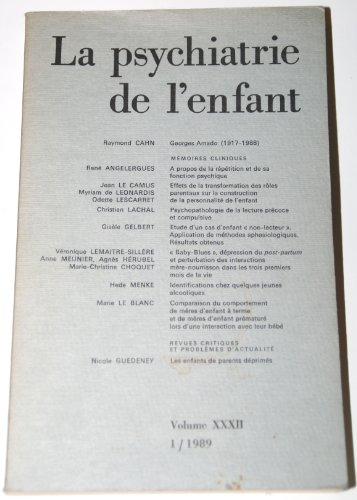 La psychiatrie
de l'enfant
Raymond CAHN Georges Amado (1917-1988)
MÉMOIRES CLINIQUES
René ANGELERGUES A propos de la répétition et de sa
fonction psychique
Jean LE CAMUS Effets de la transformation des rôles
Myriam de LEONARDIS parentaux sur la construction
Odette LESCARRET de la personnalité de l'enfant
Christian LACHAL Psychopathologie de la lecture précoce
et compulsive
Gisèle GELBERT Etude d'un cas d'enfant « non-lecteur ».
Application de méthodes aphasiologiques.
Résultats obtenus
Véronique LEMAITRE-SILLÈRE « Baby-Blues », dépression du post-partum
Anne MEUNIER, Agnès HÉRUBEL et perturbation des interactions
Marie-Christine CHOQUET mère-nourrisson dans les trois premiers
mois de la vie
Hede MENKE Identifications chez quelques jeunes
alcooliques
Marie LE BLANC Comparaison du comportement
de mères d'enfant à terme
et de mères d'enfant prématuré
lors d'une interaction avec leur bébé
REVUES CRITIQUES
ET PROBLÈMES D'ACTUALITÉ
Nicole GUEDENEY Les enfants de parents déprimés
Volume XXXII
1/1989